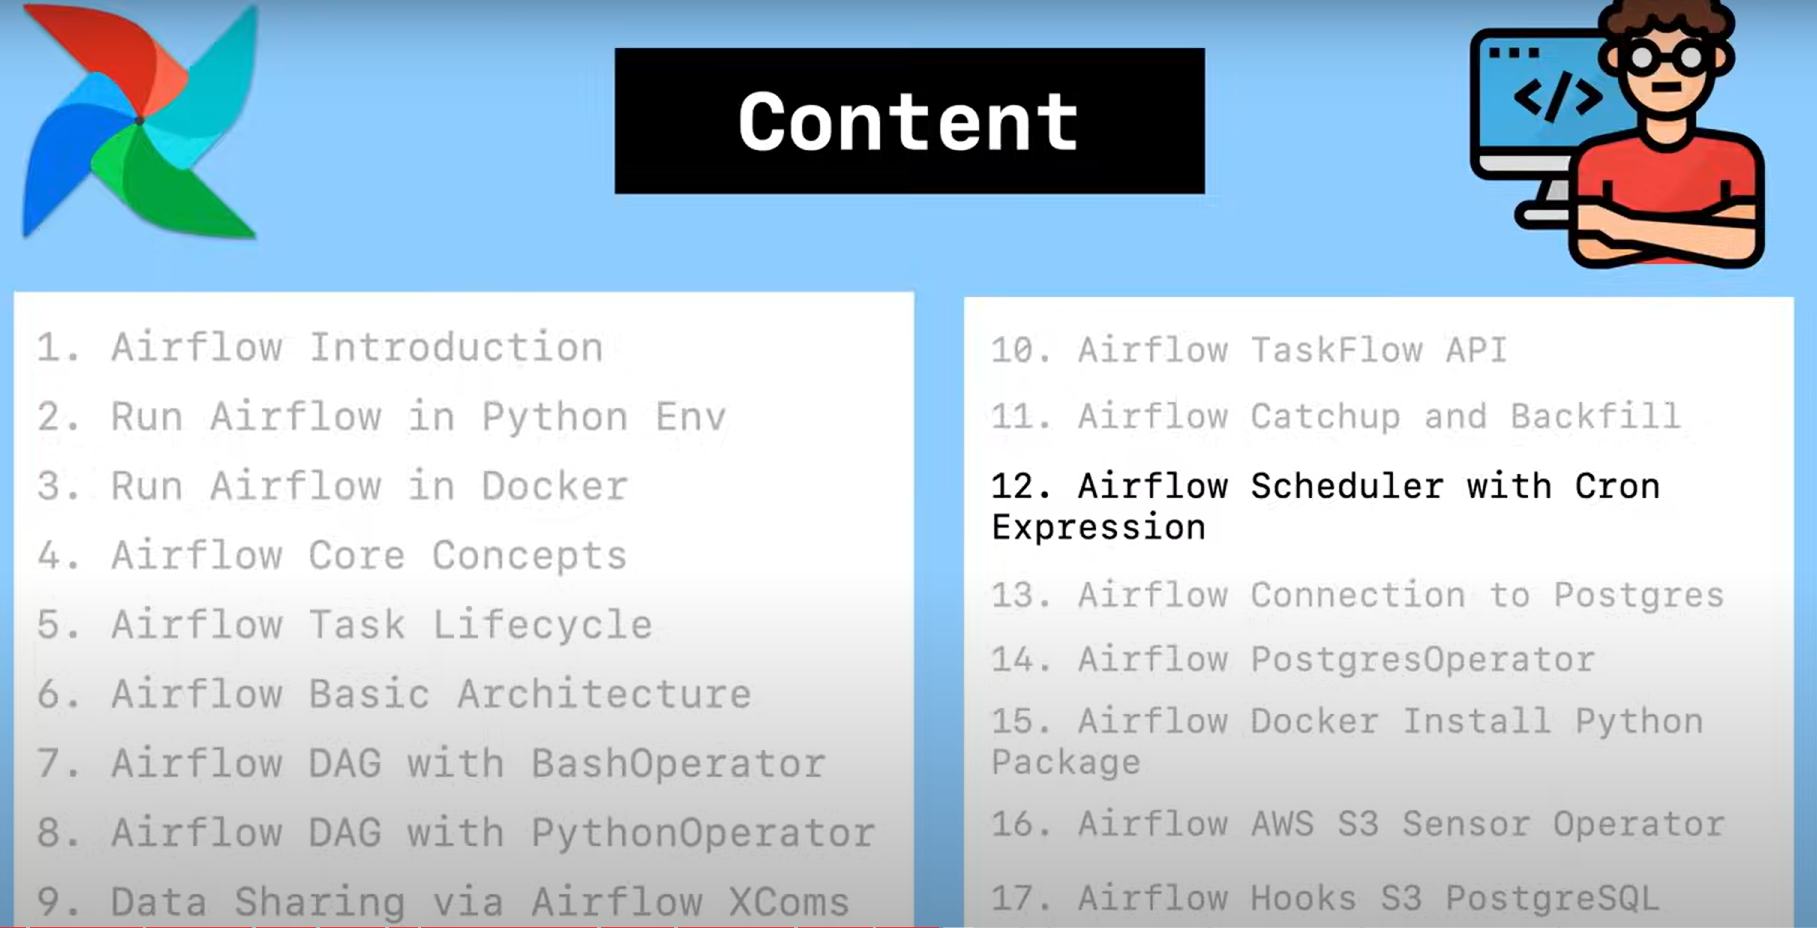 </>
Content
1. Airflow Introduction
2. Run Airflow in Python Env
3. Run Airflow in Docker
4. Airflow Core Concepts
5. Airflow Task Lifecycle
6. Airflow Basic Architecture
7. Airflow DAG with BashOperator
8. Airflow DAG with PythonOperator
9. Data Sharing via Airflow XComs
10. Airflow TaskFlow API
11. Airflow Catchup and Backfill
12. Airflow Scheduler with Cron
Expression
13. Airflow Connection to Postgres
14. Airflow PostgresOperator
15. Airflow Docker Install Python
Package
16. Airflow AWS S3 Sensor Operator
17. Airflow Hooks S3 PostgreSQL